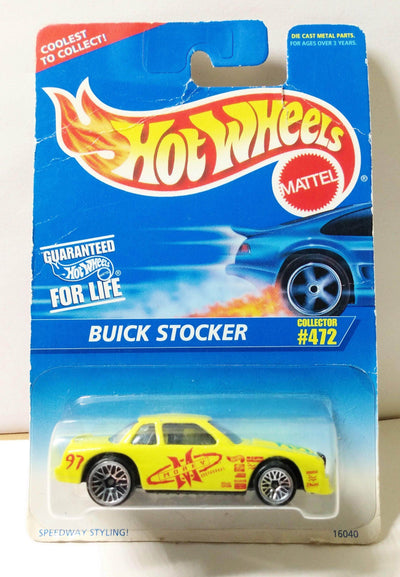 COOLEST
TO COLLECT!
DIE CAST METAL PARTS.
FOR AGES OVER 3 YEARS.
HOT WHEELS
®
MATTEL
GUARANTEED
HOT WHEELS
®
FOR LIFE
BUICK STOCKER
COLLECTOR
#472
97
H
HOREY
SPEEDWAY STYLING!
16040